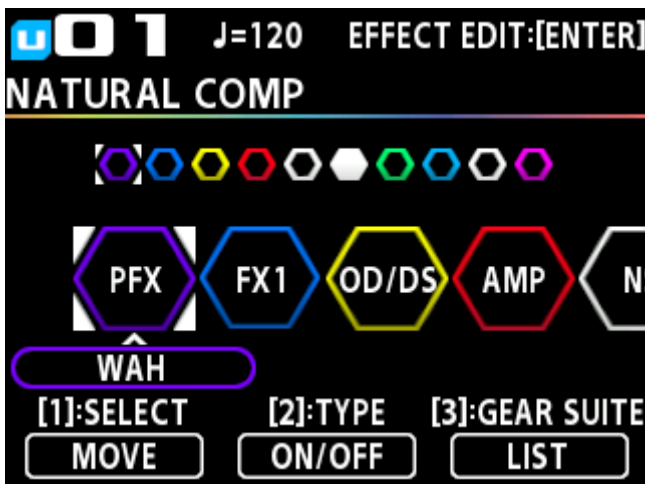 U01 ♩=120 EFFECT EDIT:[ENTER]
NATURAL COMP
PFX FX1 OD/DS AMP N
WAH
[1]:SELECT [2]:TYPE [3]:GEAR SUITE
MOVE ON/OFF LIST